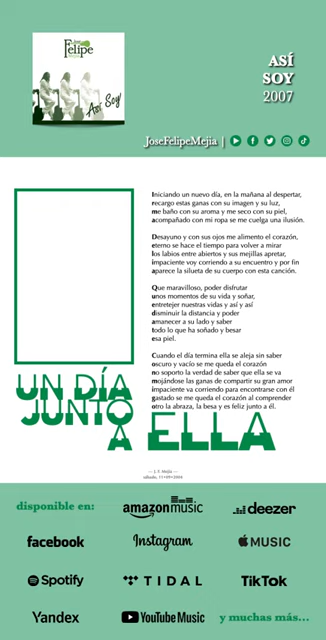 José
Felipe
Así Soy
ASÍ
SOY
2007
JoseFelipeMejia |
Iniciando un nuevo día, en la mañana al despertar,
recargo estas ganas con su imagen y su luz,
me baño con su aroma y me seco con su piel,
acompañado con mi ropa se me cuelga una ilusión.
Desayuno y con sus ojos me alimento el corazón,
eterno se hace el tiempo para volver a mirar
los labios entre abiertos y sus mejillas apretar,
impaciente voy corriendo a su encuentro y por fin
aparece la silueta de su cuerpo con esta canción.
Que maravilloso, poder disfrutar
unos momentos de su vida y soñar,
entretejer nuestras vidas y así y así
disminuir la distancia y poder
amanecer a su lado y saber
todo lo que ha soñado y besar
esa piel.
Cuando el día termina ella se aleja sin saber
oscuro y vacío se me queda el corazón
no soporto la verdad de saber que ella se va
mojándose las ganas de compartir su gran amor
impaciente va corriendo para encontrarse con él
gastado se me queda el corazón al comprender
otro la abraza, la besa y es feliz junto a él.
UN DÍA
JUNTO
A ELLA
— J. F. Mejía —
sábado, 11•09•2004
disponible en:
amazon music
deezer
facebook
Instagram
MUSIC
Spotify
TIDAL
TikTok
Yandex
YouTube Music
y muchas más...